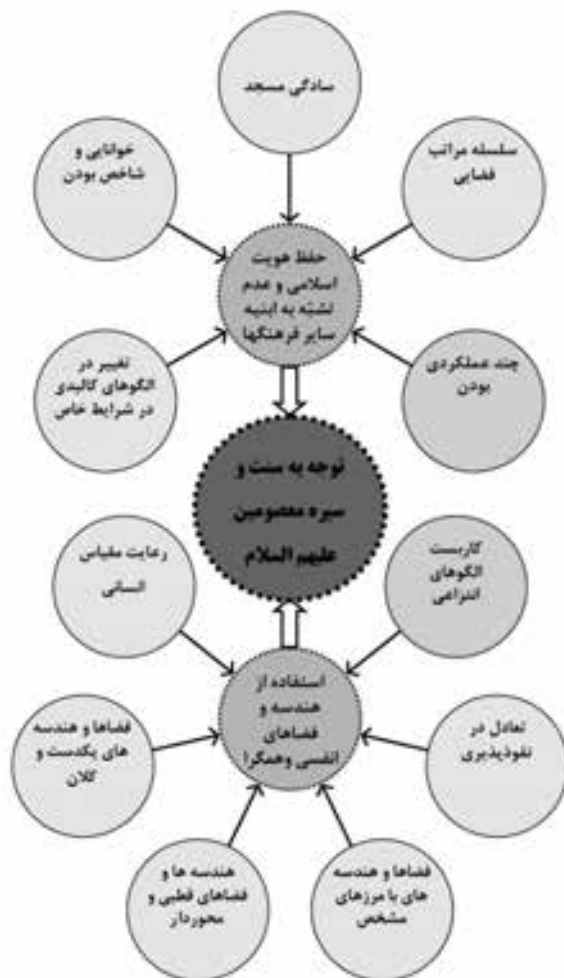 سادگی مسجد
سلسله مراتب
فضایی
خوانایی و
شاخص بودن
حفظ هویت
اسلامی و عدم
تشبّه به ابنیه
سایر فرهنگها
چند عملکردی
بودن
تغییر در
الگوهای کالبدی
در شرایط خاص
توجه به سنت و
سیره معصومین
علیهم السلام
کاربست
الگوهای
انتزاعی
رعایت مقیاس
انسانی
استفاده از
هندسه و
فضاهای
انفسی وهمگرا
تعادل در
نفوذپذیری
فضاها و هندسه
های یکدست و
کلان
فضاها و هندسه
های با مرزهای
مشخص
هندسه ها و
فضاهای قطبی و
محوردار